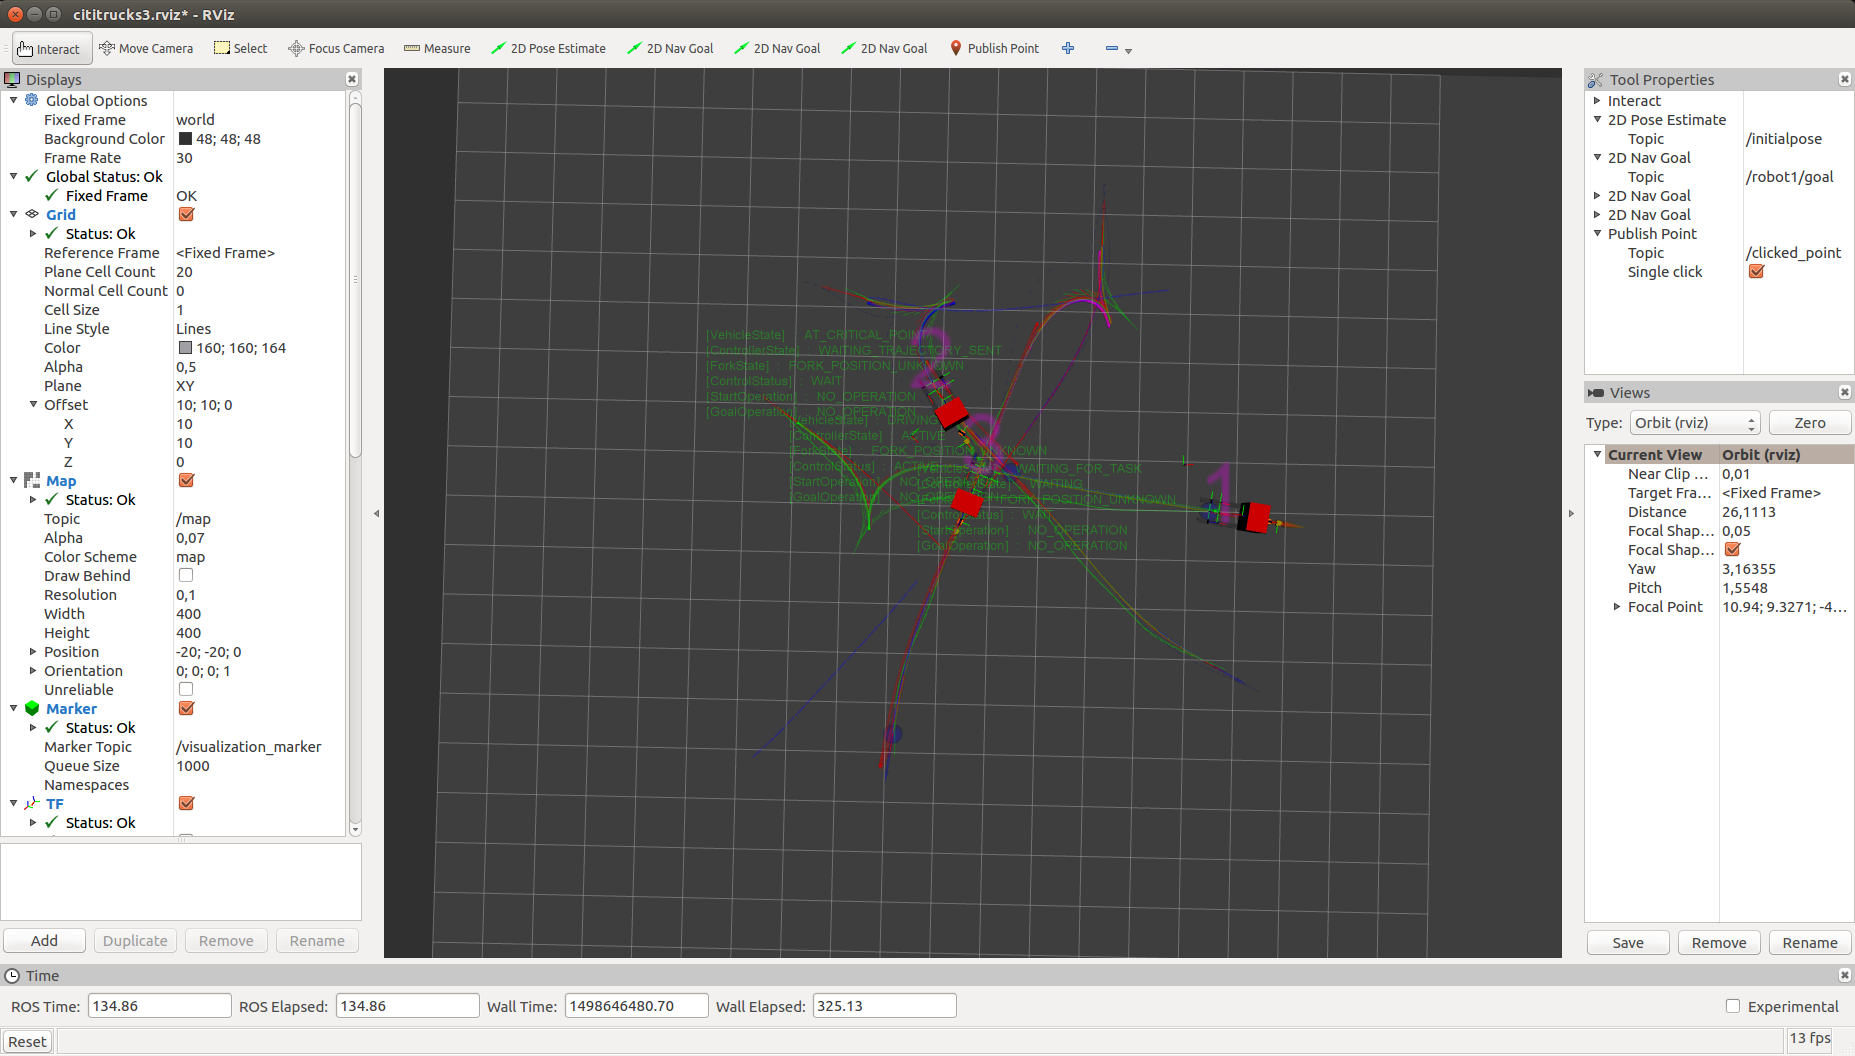 cititrucks3.rviz* - RViz
Interact Move Camera Select Focus Camera Measure 2D Pose Estimate 2D Nav Goal 2D Nav Goal 2D Nav Goal Publish Point
Displays
Global Options
Fixed Frame world
Background Color 48; 48; 48
Frame Rate 30
Global Status: Ok
Fixed Frame OK
Grid
Status: Ok
Reference Frame <Fixed Frame>
Plane Cell Count 20
Normal Cell Count 0
Cell Size 1
Line Style Lines
Color 160; 160; 164
Alpha 0,5
Plane XY
Offset 10; 10; 0
X 10
Y 10
Z 0
Map
Status: Ok
Topic /map
Alpha 0,07
Color Scheme map
Draw Behind
Resolution 0,1
Width 400
Height 400
Position -20; -20; 0
Orientation 0; 0; 0; 1
Unreliable
Marker
Status: Ok
Marker Topic /visualization_marker
Queue Size 1000
Namespaces
TF
Status: Ok
Add Duplicate Remove Rename
[VehicleState] : AT_CRITICAL_POINT
[ControllerState] : WAITING_TRAJECTORY_SENT
[ForkState] : FORK_POSITION_UNKNOWN
[ControlStatus] : WAIT
[StartOperation] : NO_OPERATION
[GoalOperation] : NO_OPERATION
2
[VehicleState] : DRIVING
[ControllerState] : ACTIVE
[ForkState] : FORK_POSITION_UNKNOWN
[ControlStatus] : ACTIVE
[StartOperation] : NO_OPERATION
[GoalOperation] : NO_OPERATION
3
[VehicleState] : WAITING_FOR_TASK
[ControllerState] : WAITING
[ForkState] : FORK_POSITION_UNKNOWN
[ControlStatus] : WAIT
[StartOperation] : NO_OPERATION
[GoalOperation] : NO_OPERATION
1
Tool Properties
Interact
2D Pose Estimate
Topic /initialpose
2D Nav Goal
Topic /robot1/goal
2D Nav Goal
2D Nav Goal
Publish Point
Topic /clicked_point
Single click
Views
Type: Orbit (rviz) Zero
Current View Orbit (rviz)
Near Clip ... 0,01
Target Fra... <Fixed Frame>
Distance 26,1113
Focal Shap... 0,05
Focal Shap...
Yaw 3,16355
Pitch 1,5548
Focal Point 10.94; 9.3271; -4...
Save Remove Rename
Time
ROS Time: 134.86 ROS Elapsed: 134.86 Wall Time: 1498646480.70 Wall Elapsed: 325.13 Experimental
Reset 13 fps